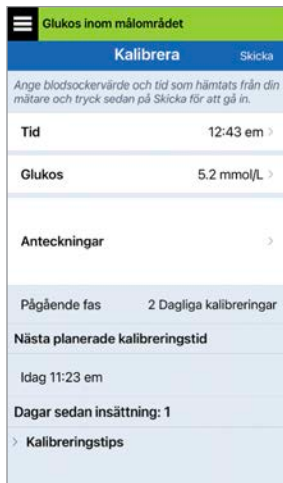 Glukos inom målområdet
Kalibrera
Skicka
Ange blodsockervärde och tid som hämtats från din
mätare och tryck sedan på Skicka för att gå in.
Tid 12:43 em >
Glukos 5.2 mmol/L >
Anteckningar >
Pågående fas 2 Dagliga kalibreringar
Nästa planerade kalibreringstid
Idag 11:23 em
Dagar sedan insättning: 1
> Kalibreringstips